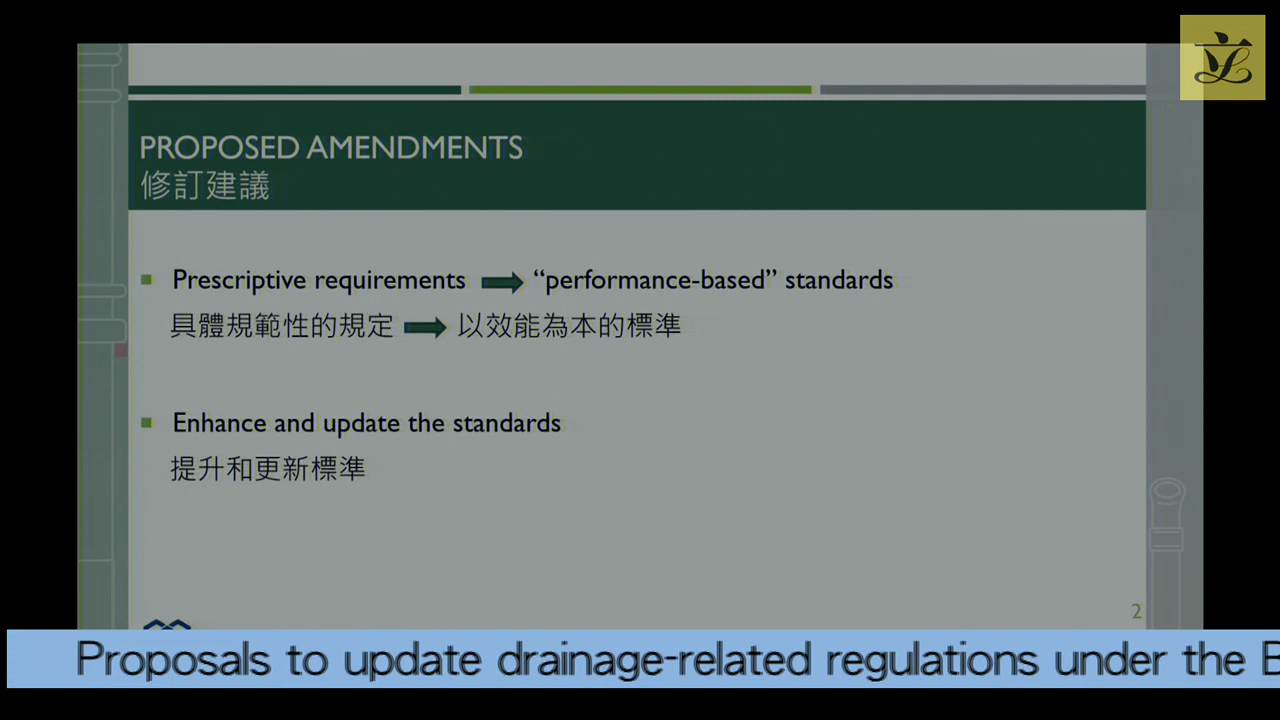 PROPOSED AMENDMENTS
修訂建議
Prescriptive requirements “performance-based” standards
具體規範性的規定 以效能為本的標準
Enhance and update the standards
提升和更新標準
2
Proposals to update drainage-related regulations under the